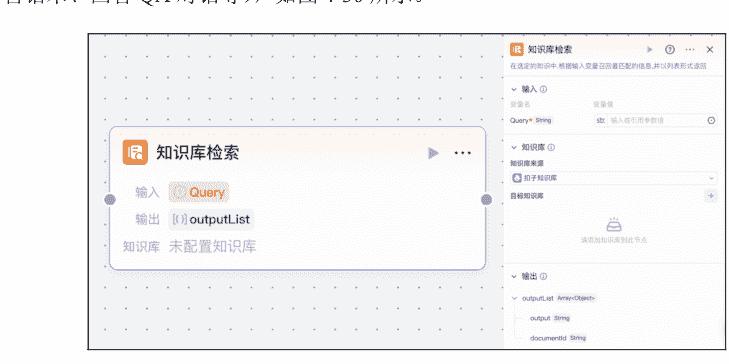 知识库检索
输入 Query
输出 [()] outputList
知识库 未配置知识库
知识库检索
在选定的知识中,根据输入变量召回最匹配的信息,并以列表形式返回
输入
变量名 变量值
Query* String str. 输入或引用参数值
知识库
知识库来源
扣子知识库
目标知识库
请添加知识库到此节点
输出
outputList Array<Object>
output String
documentId String